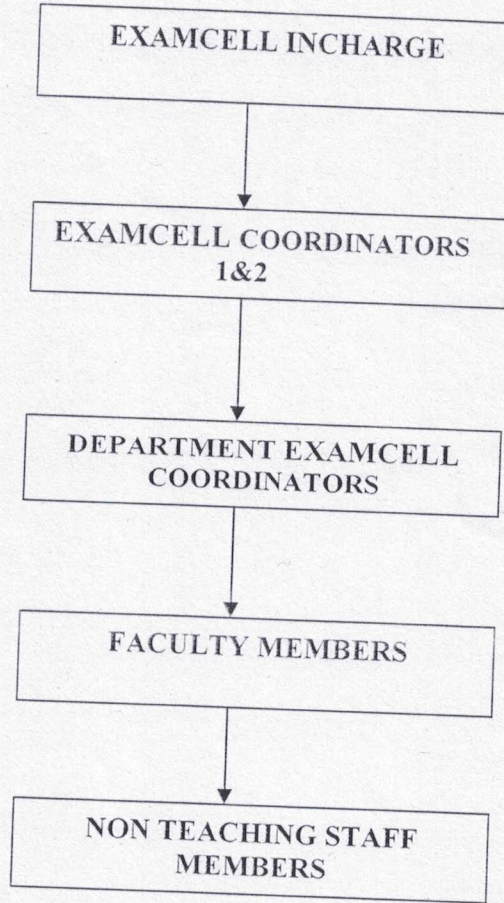 EXAMCELL INCHARGE
EXAMCELL COORDINATORS
1&2
DEPARTMENT EXAMCELL
COORDINATORS
FACULTY MEMBERS
NON TEACHING STAFF
MEMBERS